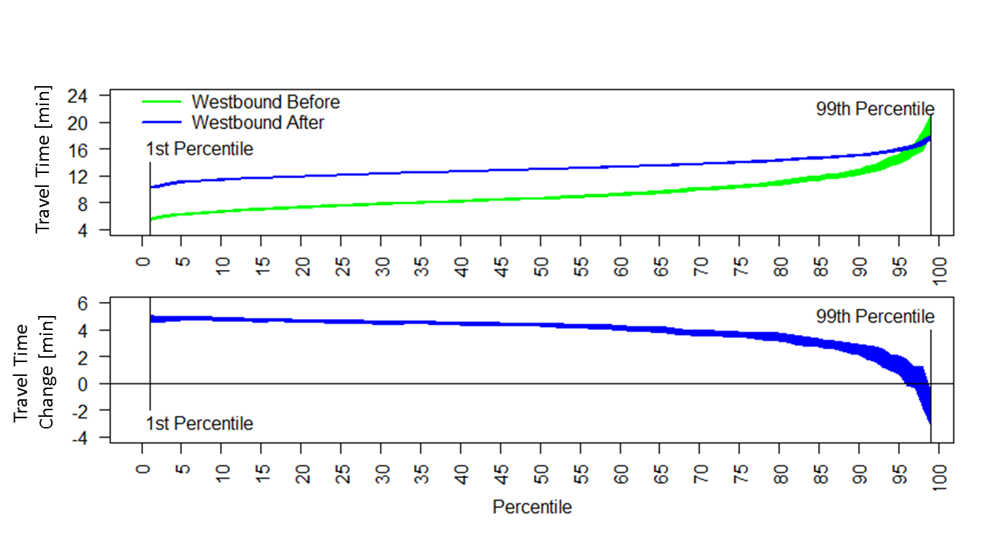 Travel Time [min]
24
20
16
12
8
4
Westbound Before
Westbound After
1st Percentile
99th Percentile
0 5 10 15 20 25 30 35 40 45 50 55 60 65 70 75 80 85 90 95 100
Travel Time
Change [min]
6
4
2
0
-2
-4
99th Percentile
1st Percentile
0 5 10 15 20 25 30 35 40 45 50 55 60 65 70 75 80 85 90 95 100
Percentile